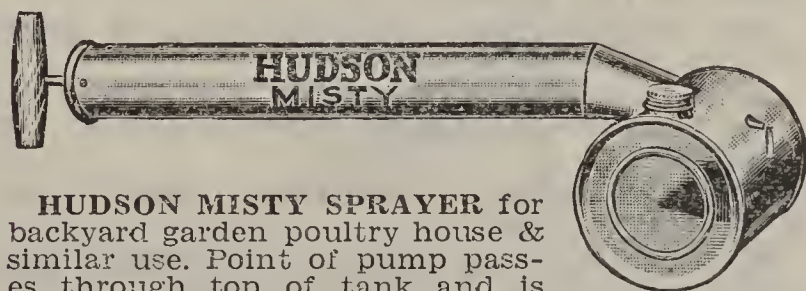 HUDSON
MISTY
HUDSON MISTY SPRAYER for
backyard garden poultry house &
similar use. Point of pump pass-
es through top of tank and is